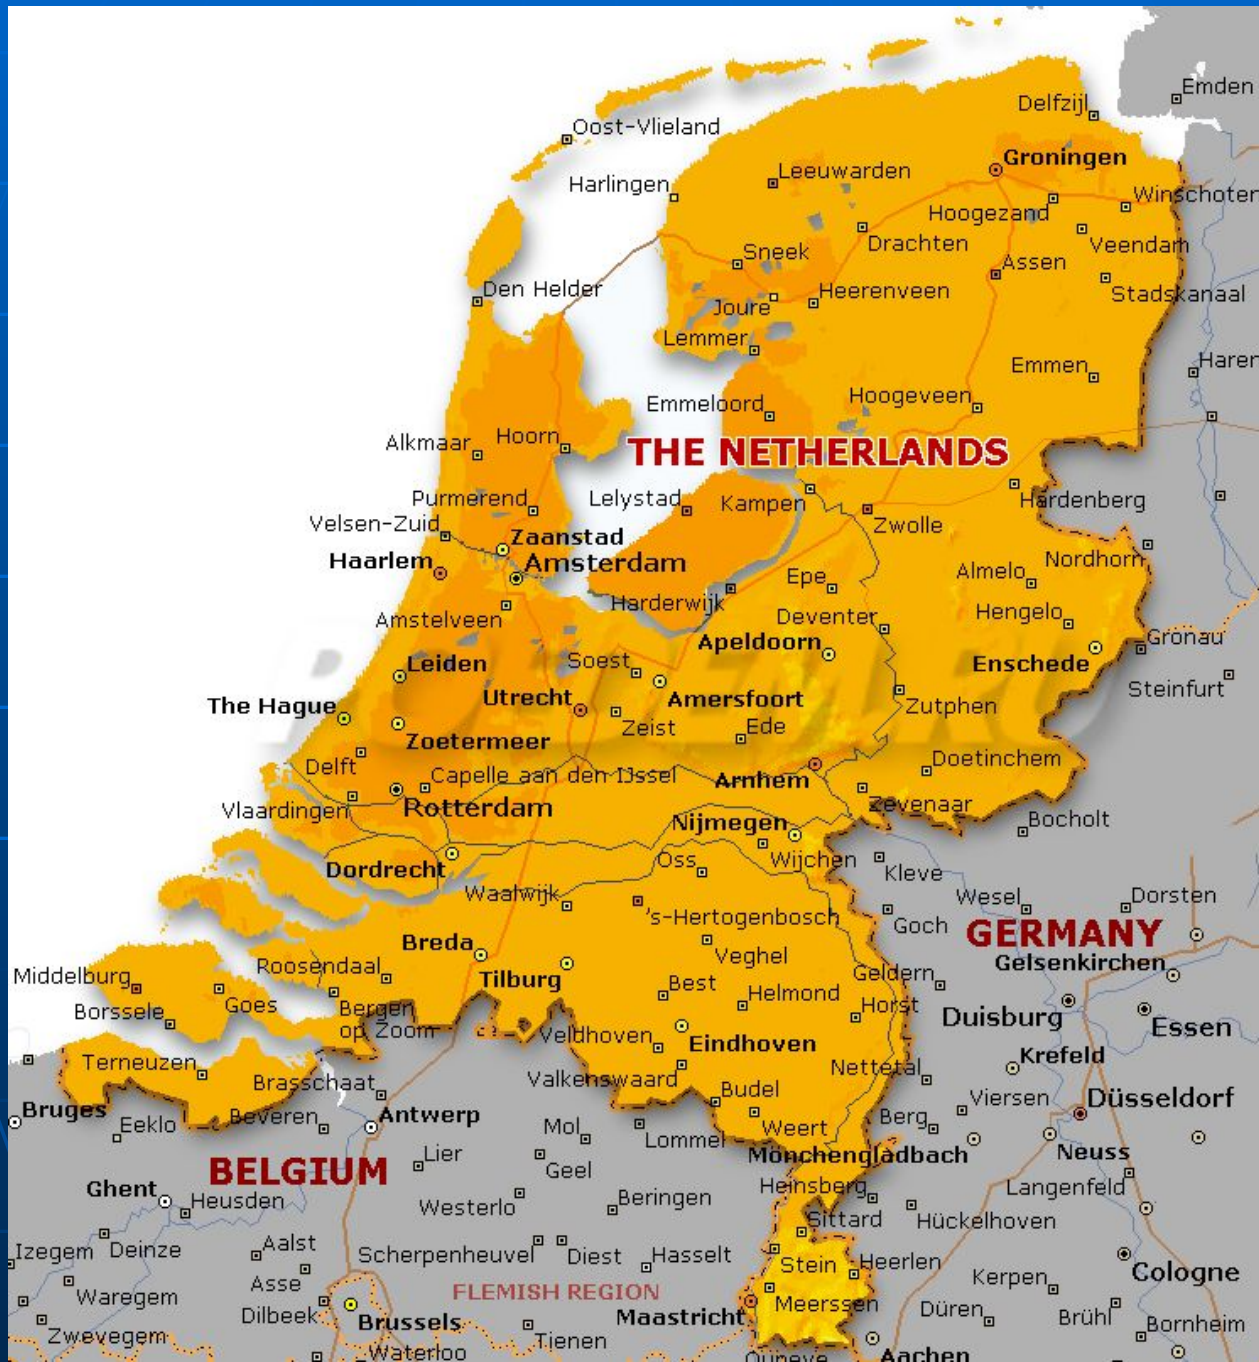 Emden
Delfzijl
Oost-Vlieland
Groningen
Harlingen
Leeuwarden
Winschoten
Hoogezand
Drachten
Veendam
Sneek
Assen
Den Helder
Joure
Heerenveen
Stadskanaal
Lemmer
Emmen
Haren
Emmeloord
Hoogeveen
Alkmaar
Hoorn
THE NETHERLANDS
Purmerend
Lelystad
Kampen
Hardenberg
Velsen-Zuid
Zaanstad
Zwolle
Haarlem
Amsterdam
Nordhorn
Epe
Almelo
Harderwijk
Amstelveen
Deventer
Hengelo
Apeldoorn
Gronau
Leiden
Soest
Enschede
Steinfurt
The Hague
Utrecht
Amersfoort
Zutphen
Zoetermeer
Zeist
Ede
Delft
Capelle aan den IJssel
Arnhem
Doetinchem
Vlaardingen
Rotterdam
Zevenaar
Nijmegen
Bocholt
Dordrecht
Oss
Wijchen
Kleve
Waalwijk
Wesel
Dorsten
's-Hertogenbosch
Goch
GERMANY
Breda
Veghel
Gelsenkirchen
Middelburg
Roosendaal
Tilburg
Best
Geldern
Borssele
Goes
Bergen
op Zoom
Helmond
Horst
Duisburg
Essen
Veldhoven
Eindhoven
Terneuzen
Krefeld
Brasschaat
Valkenswaard
Nettetal
Budel
Viersen
Düsseldorf
Bruges
Beveren
Antwerp
Eeklo
Mol
Lommel
Weert
Berg
BELGIUM
Lier
Geel
Mönchengladbach
Neuss
Ghent
Heusden
Westerlo
Beringen
Heinsberg
Langenfeld
Sittard
Hückelhoven
Izegem
Deinze
Aalst
Scherpenheuvel
Diest
Hasselt
Stein
Heerlen
Asse
FLEMISH REGION
Kerpen
Cologne
Waregem
Dilbeek
Brussels
Maastricht
Meerssen
Düren
Brühl
Zwevegem
Tienen
Bornheim
Waterloo
Oupeye
Aachen